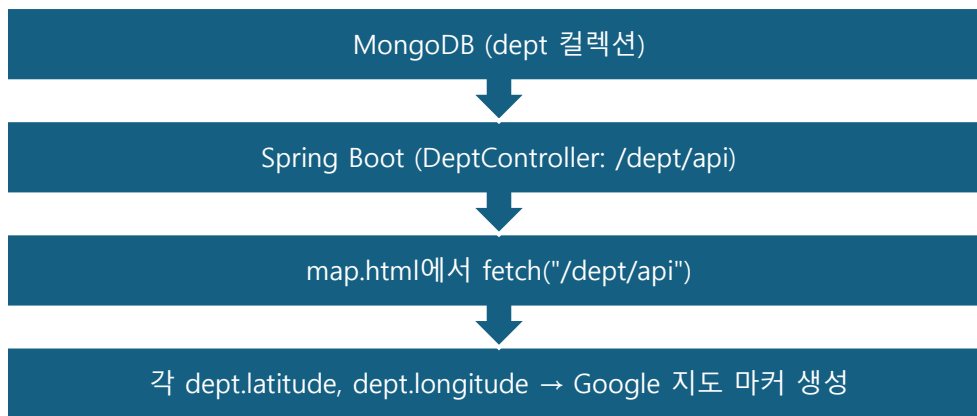 MongoDB (dept 컬렉션)
Spring Boot (DeptController: /dept/api)
map.html에서 fetch("/dept/api")
각 dept.latitude, dept.longitude → Google 지도 마커 생성